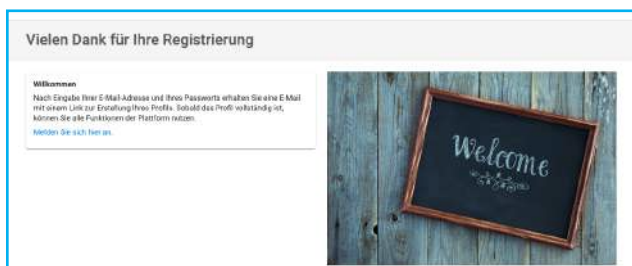 Vielen Dank für Ihre Registrierung
Willkommen
Nach Eingabe Ihrer E-Mail-Adresse und Ihres Passworts erhalten Sie eine E-Mail
mit einem Link zur Erstellung Ihres Profils. Sobald das Profil vollständig ist,
können Sie alle Funktionen der Plattform nutzen.
Melden Sie sich hier an.
Welcome